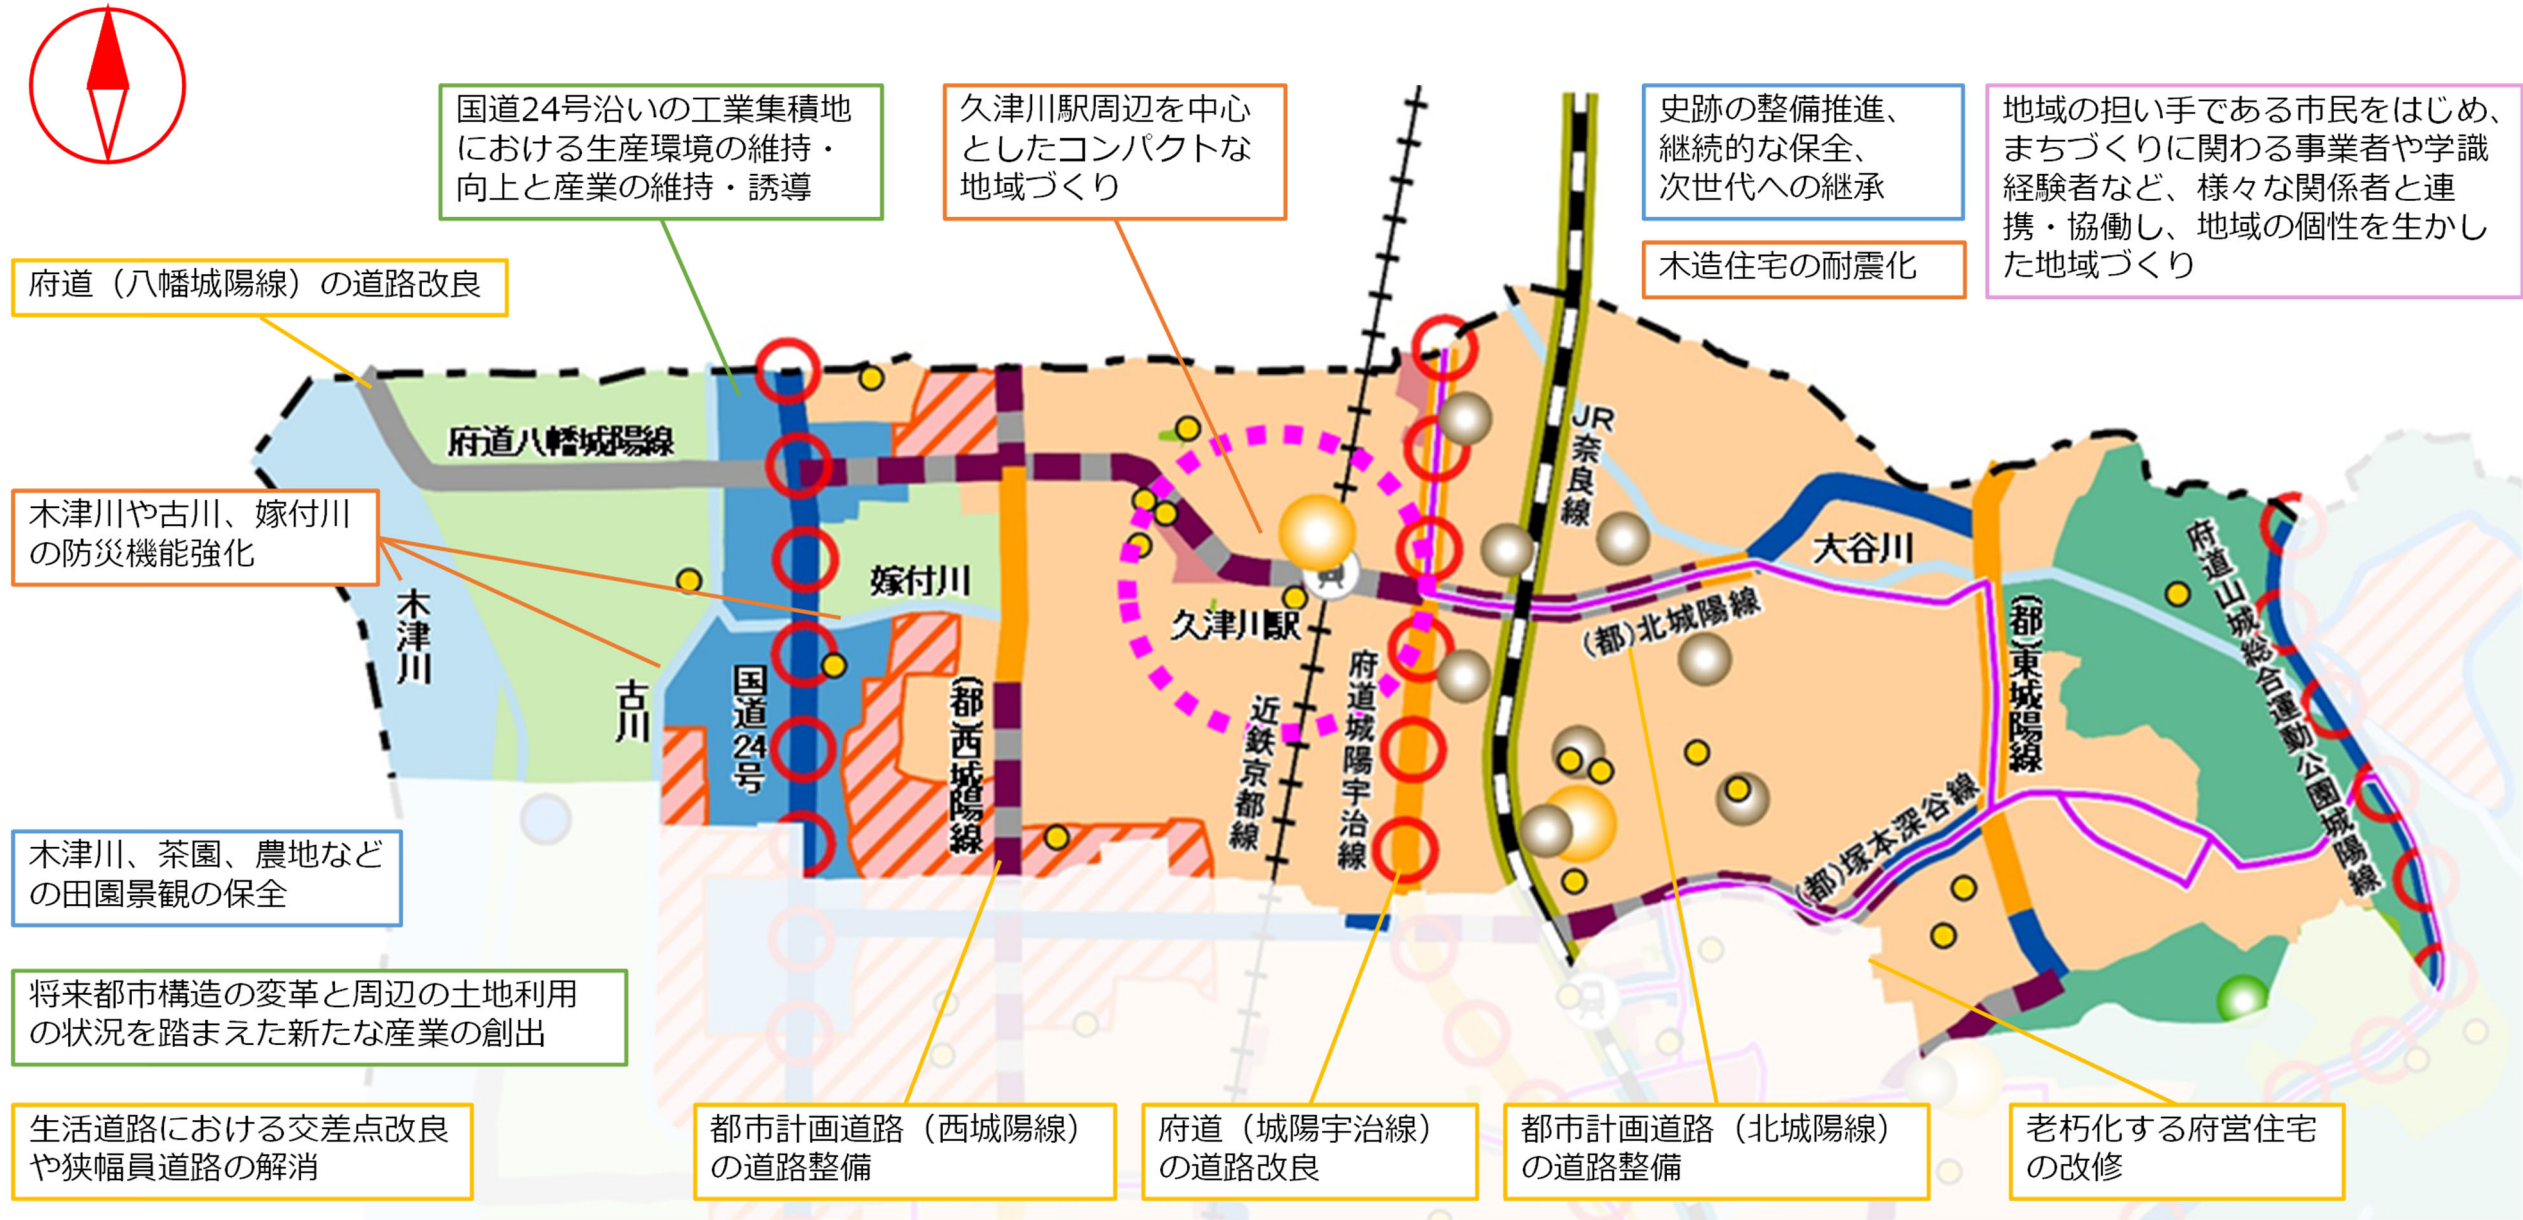 国道24号沿いの工業集積地
における生産環境の維持・
向上と産業の維持・誘導
久津川駅周辺を中心
としたコンパクトな
地域づくり
史跡の整備推進、
継続的な保全、
次世代への継承
木造住宅の耐震化
地域の担い手である市民をはじめ、
まちづくりに関わる事業者や学識
経験者など、様々な関係者と連
携・協働し、地域の個性を生かし
た地域づくり
府道（八幡城陽線）の道路改良
府道八幡城陽線
JR奈良線
木津川や古川、嫁付川
の防災機能強化
嫁付川
大谷川
木津川
久津川駅
(都)北城陽線
古川
国道24号
(都)西城陽線
近鉄京都線
府道城陽宇治線
(都)東城陽線
府道山城総合運動公園城陽線
(都)塚本深谷線
木津川、茶園、農地など
の田園景観の保全
将来都市構造の変革と周辺の土地利用
の状況を踏まえた新たな産業の創出
生活道路における交差点改良
や狭幅員道路の解消
都市計画道路（西城陽線）
の道路整備
府道（城陽宇治線）
の道路改良
都市計画道路（北城陽線）
の道路整備
老朽化する府営住宅
の改修